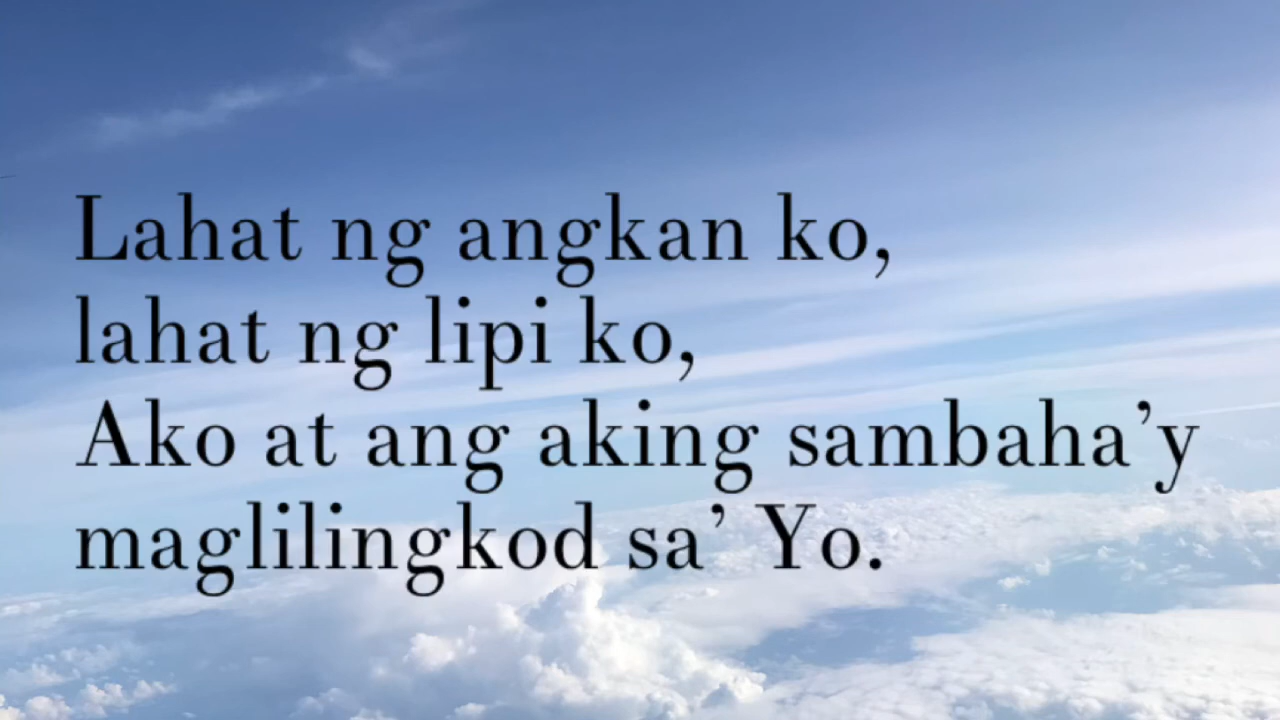 Lahat ng angkan ko,
lahat ng lipi ko,
Ako at ang aking sambaha’y
maglilingkod sa’ Yo.